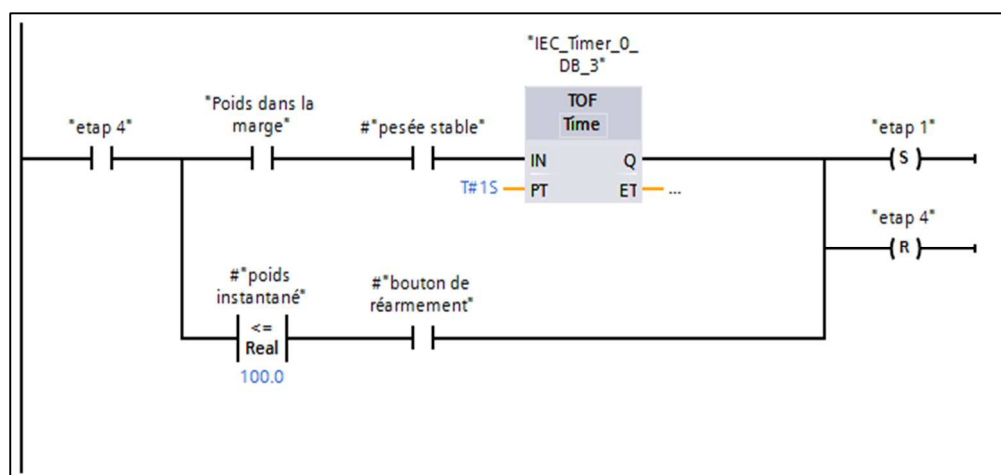 "IEC_Timer_0_
DB_3"
TOF
Time
"etap 4"
"Poids dans la
marge"
#"pesée stable"
IN
Q
T#1S
PT
ET
...
"etap 1"
S
"etap 4"
R
#"poids
instantané"
<=
Real
100.0
#"bouton de
réarmement"